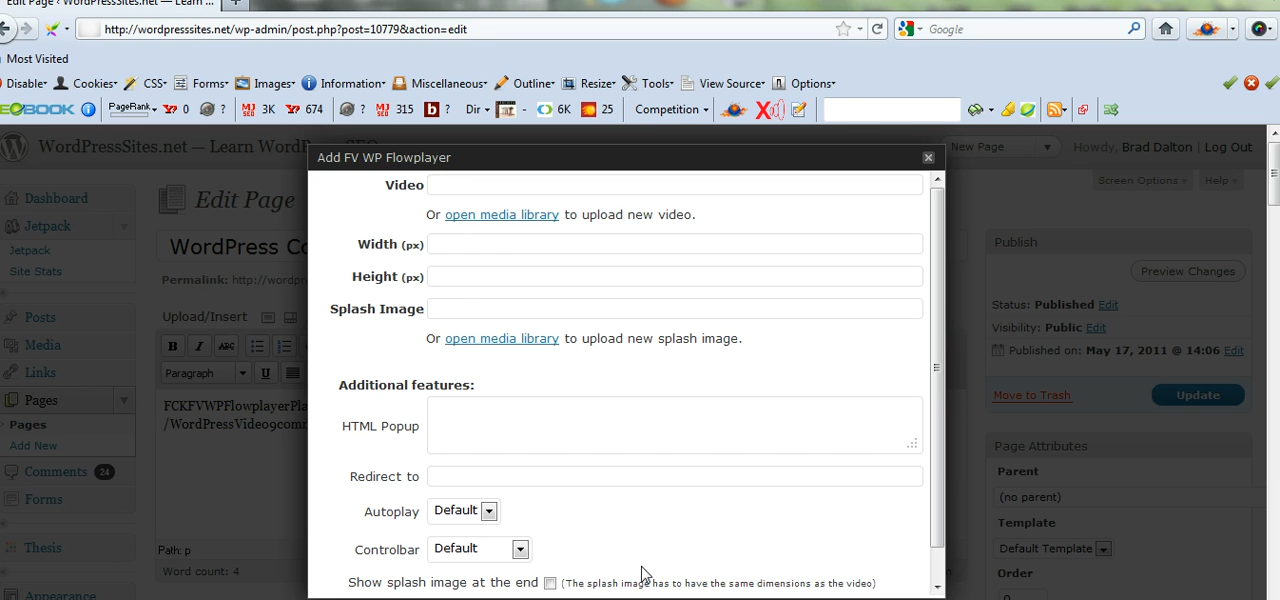 Edit Page ‹ WordPressSites.net — Learn ...
http://wordpresssites.net/wp-admin/post.php?post=10779&action=edit
Google
Most Visited
Disable Cookies CSS Forms Images Information Miscellaneous Outline Resize Tools View Source Options
EOBOOK PageRank 0 ? 3K 674 ? 315 ? Dir - 6K 25 Competition
WordPressSites.net — Learn
New Page
Howdy, Brad Dalton | Log Out
Add FV WP Flowplayer
Screen Options Help
Dashboard
Jetpack
Jetpack
Site Stats
Posts
Media
Links
Pages
Pages
Add New
Comments 24
Forms
Thesis
Appearance
Edit Page
WordPress Co
Permalink: http://wordpr
Upload/Insert
B I ABC
Paragraph U
FCKFVWPFlowplayerPla
/WordPressVideo9comm
Path: p
Word count: 4
Video
Or open media library to upload new video.
Width (px)
Height (px)
Splash Image
Or open media library to upload new splash image.
Additional features:
HTML Popup
Redirect to
Autoplay Default
Controlbar Default
Show splash image at the end (The splash image has to have the same dimensions as the video)
Publish
Preview Changes
Status: Published Edit
Visibility: Public Edit
Published on: May 17, 2011 @ 14:06 Edit
Move to Trash Update
Page Attributes
Parent
(no parent)
Template
Default Template
Order
0